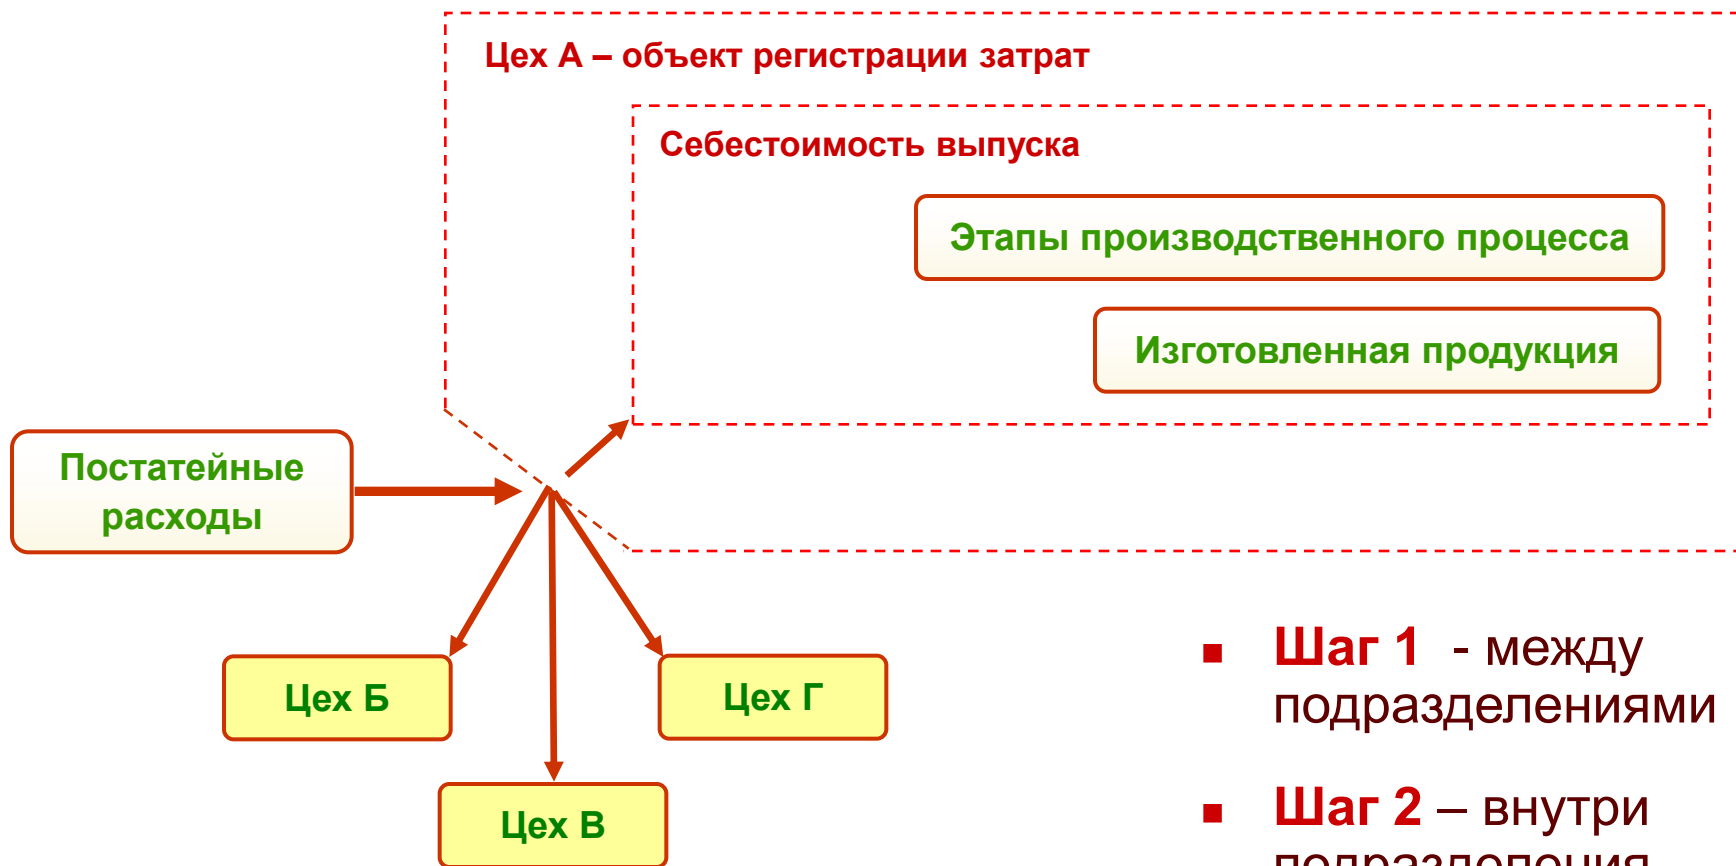 Цех А – объект регистрации затрат
Себестоимость выпуска
Этапы производственного процесса
Изготовленная продукция
Постатейные
расходы
Цех Б
Цех Г
Цех В
Шаг 1 - между
подразделениями
Шаг 2 – внутри